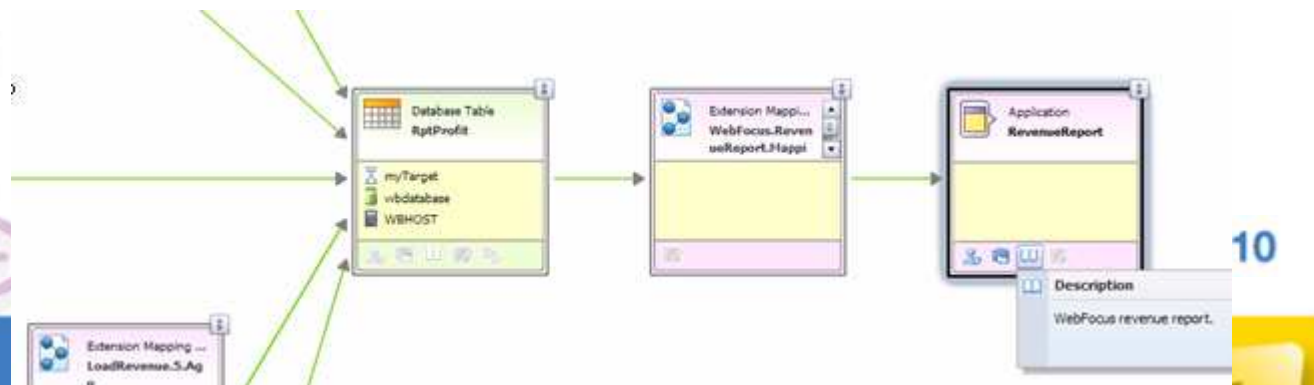 Database Table
RptProfit
myTarget
wbdatabase
WBHOST
Extension Mappi...
WebFocus.Reven
ueReport.Mappi
Application
RevenueReport
10
Description
WebFocus revenue report.
Extension Mapping ...
LoadRevenue.5.Ag